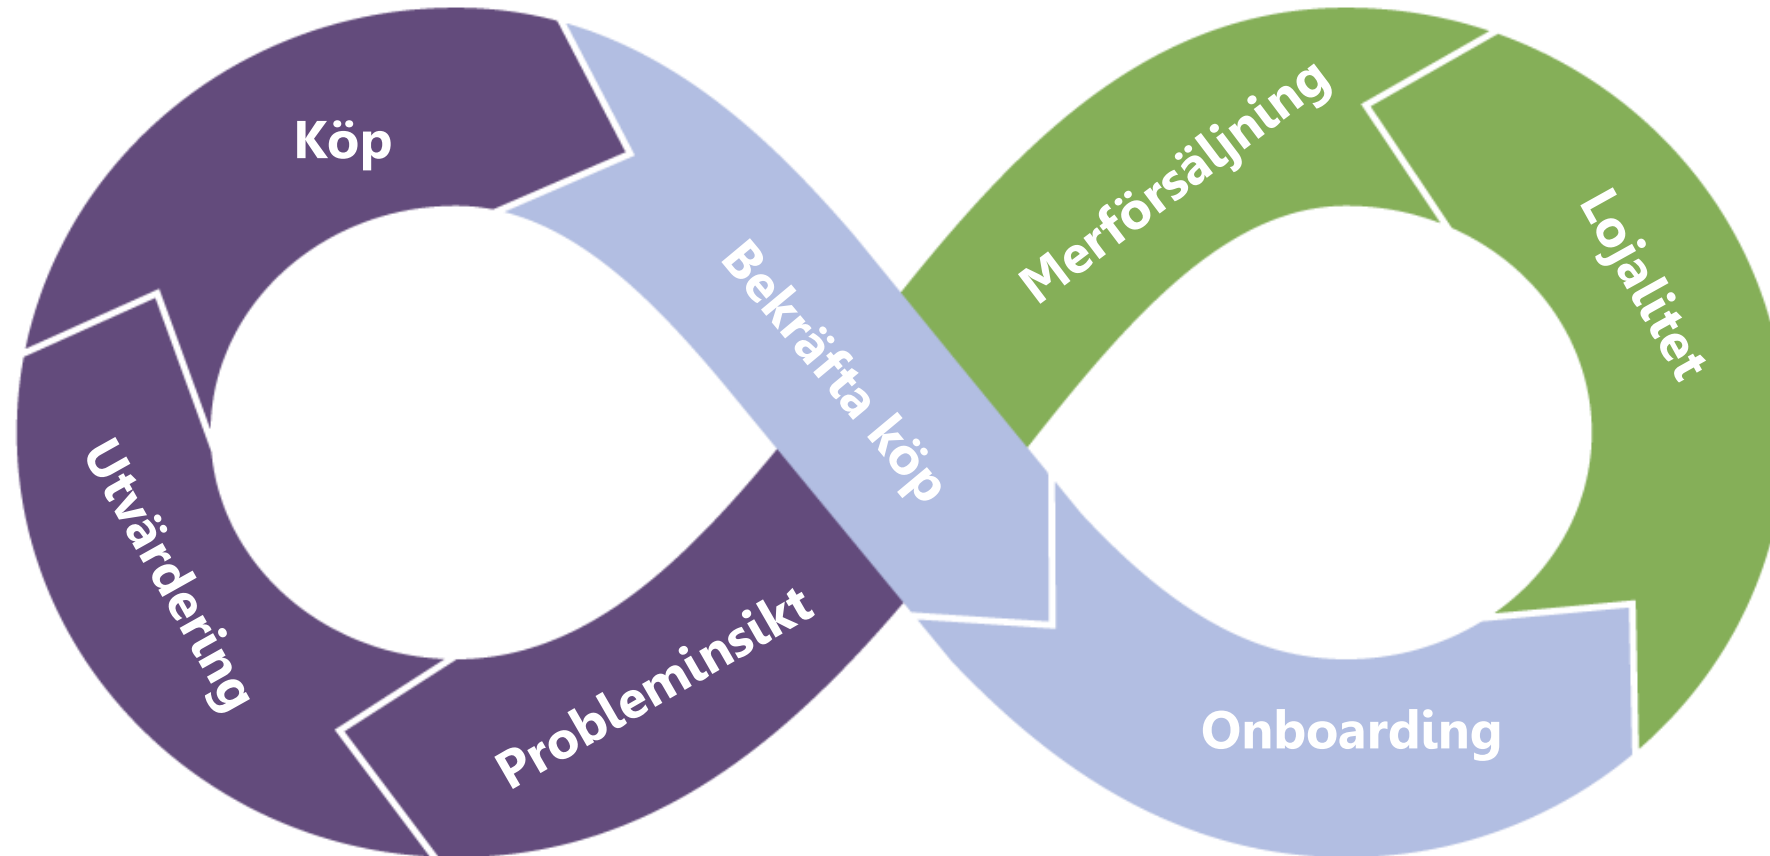 Köp
Bekräfta köp
Merförsäljning
Lojalitet
Utvärdering
Probleminsikt
Onboarding